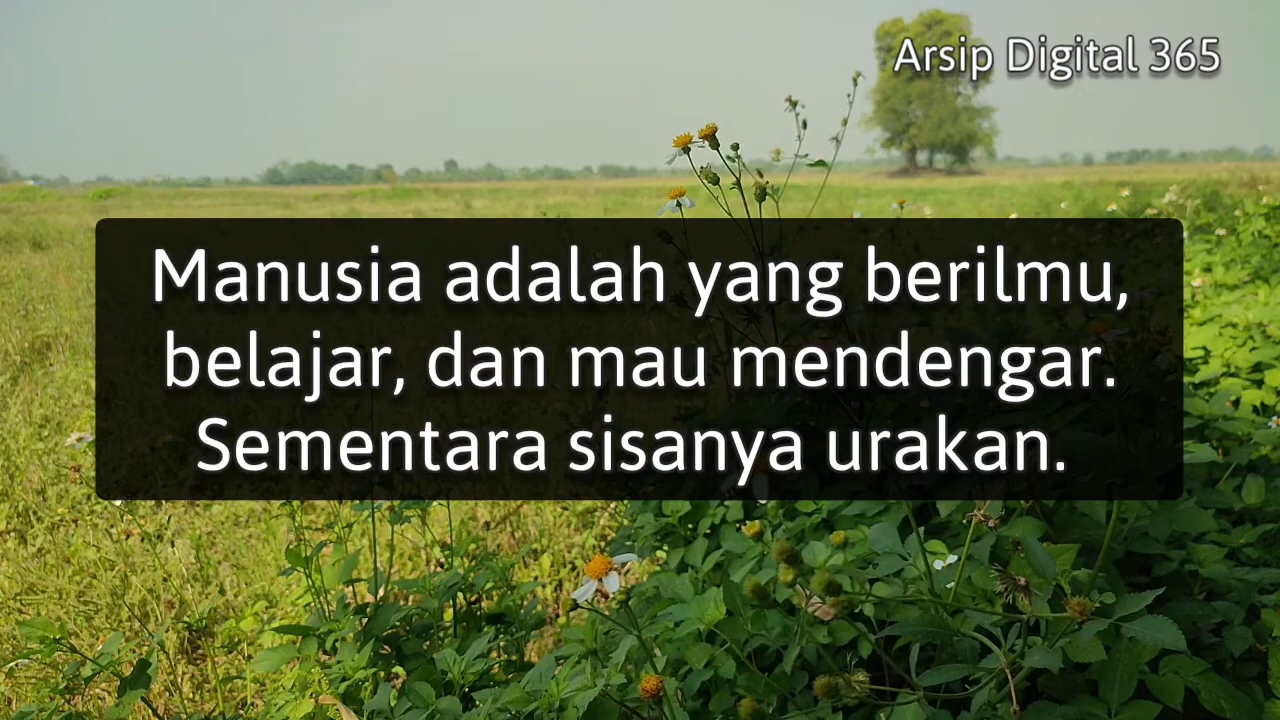 Arsip Digital 365
Manusia adalah yang berilmu,
belajar, dan mau mendengar.
Sementara sisanya urakan.